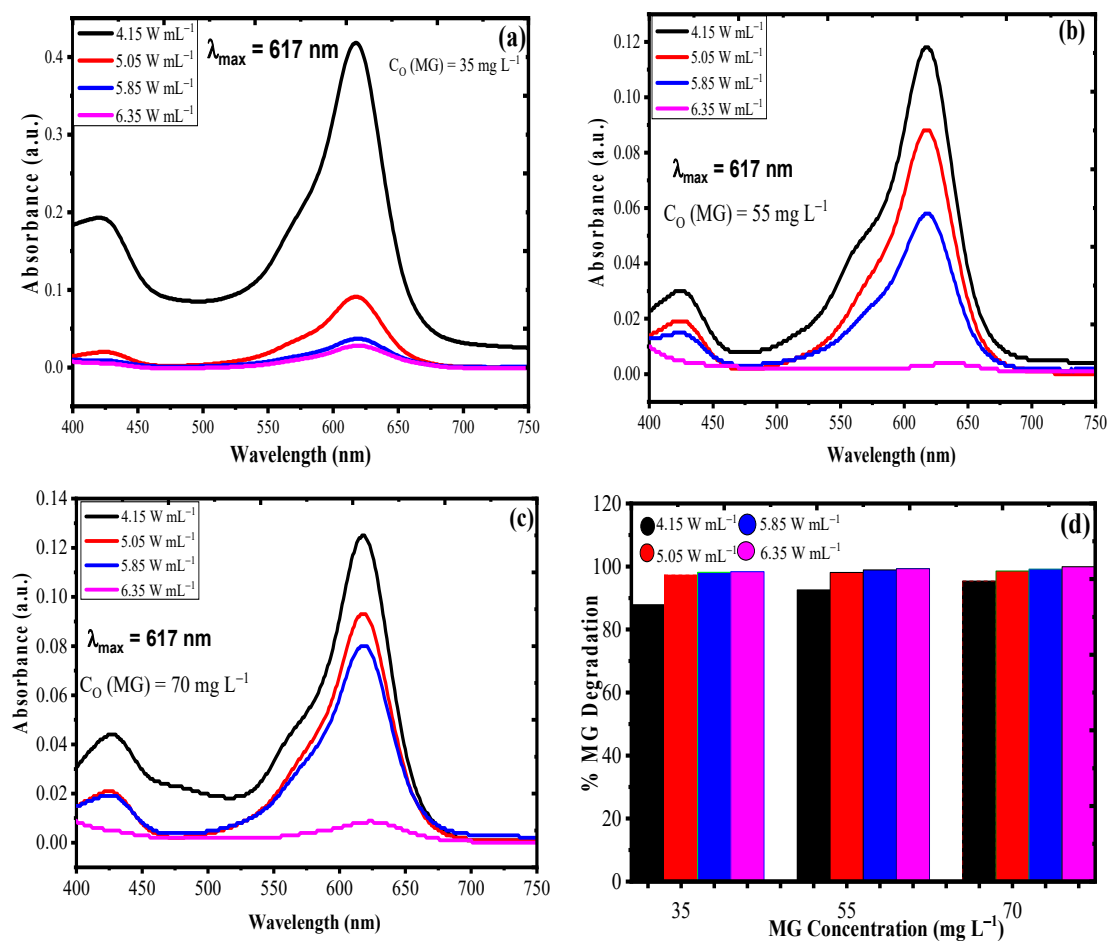 4.15 W mL⁻¹
5.05 W mL⁻¹
5.85 W mL⁻¹
6.35 W mL⁻¹
λmax = 617 nm
(a)
C_O (MG) = 35 mg L⁻¹
0.4
0.3
0.2
0.1
0.0
Absorbance (a.u.)
400 450 500 550 600 650 700 750
Wavelength (nm)
4.15 W mL⁻¹
5.05 W mL⁻¹
5.85 W mL⁻¹
6.35 W mL⁻¹
(b)
λmax = 617 nm
C_O (MG) = 55 mg L⁻¹
0.12
0.10
0.08
0.06
0.04
0.02
0.00
Absorbance (a.u.)
400 450 500 550 600 650 700 750
Wavelength (nm)
4.15 W mL⁻¹
5.05 W mL⁻¹
5.85 W mL⁻¹
6.35 W mL⁻¹
(c)
λmax = 617 nm
C_O (MG) = 70 mg L⁻¹
0.14
0.12
0.10
0.08
0.06
0.04
0.02
0.00
Absorbance (a.u.)
400 450 500 550 600 650 700 750
Wavelength (nm)
4.15 W mL⁻¹ 5.85 W mL⁻¹
5.05 W mL⁻¹ 6.35 W mL⁻¹
(d)
120
100
80
60
40
20
0
% MG Degradation
35 55 70
MG Concentration (mg L⁻¹)